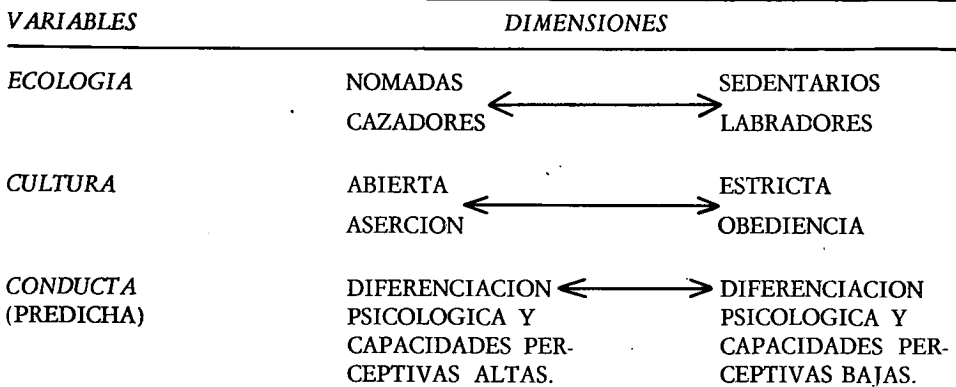 VARIABLES DIMENSIONES
ECOLOGIA NOMADAS SEDENTARIOS
CAZADORES LABRADORES
CULTURA ABIERTA ESTRICTA
ASERCION OBEDIENCIA
CONDUCTA DIFERENCIACION DIFERENCIACION
(PREDICHA) PSICOLOGICA Y PSICOLOGICA Y
CAPACIDADES PER- CAPACIDADES PER-
CEPTIVAS ALTAS. CEPTIVAS BAJAS.